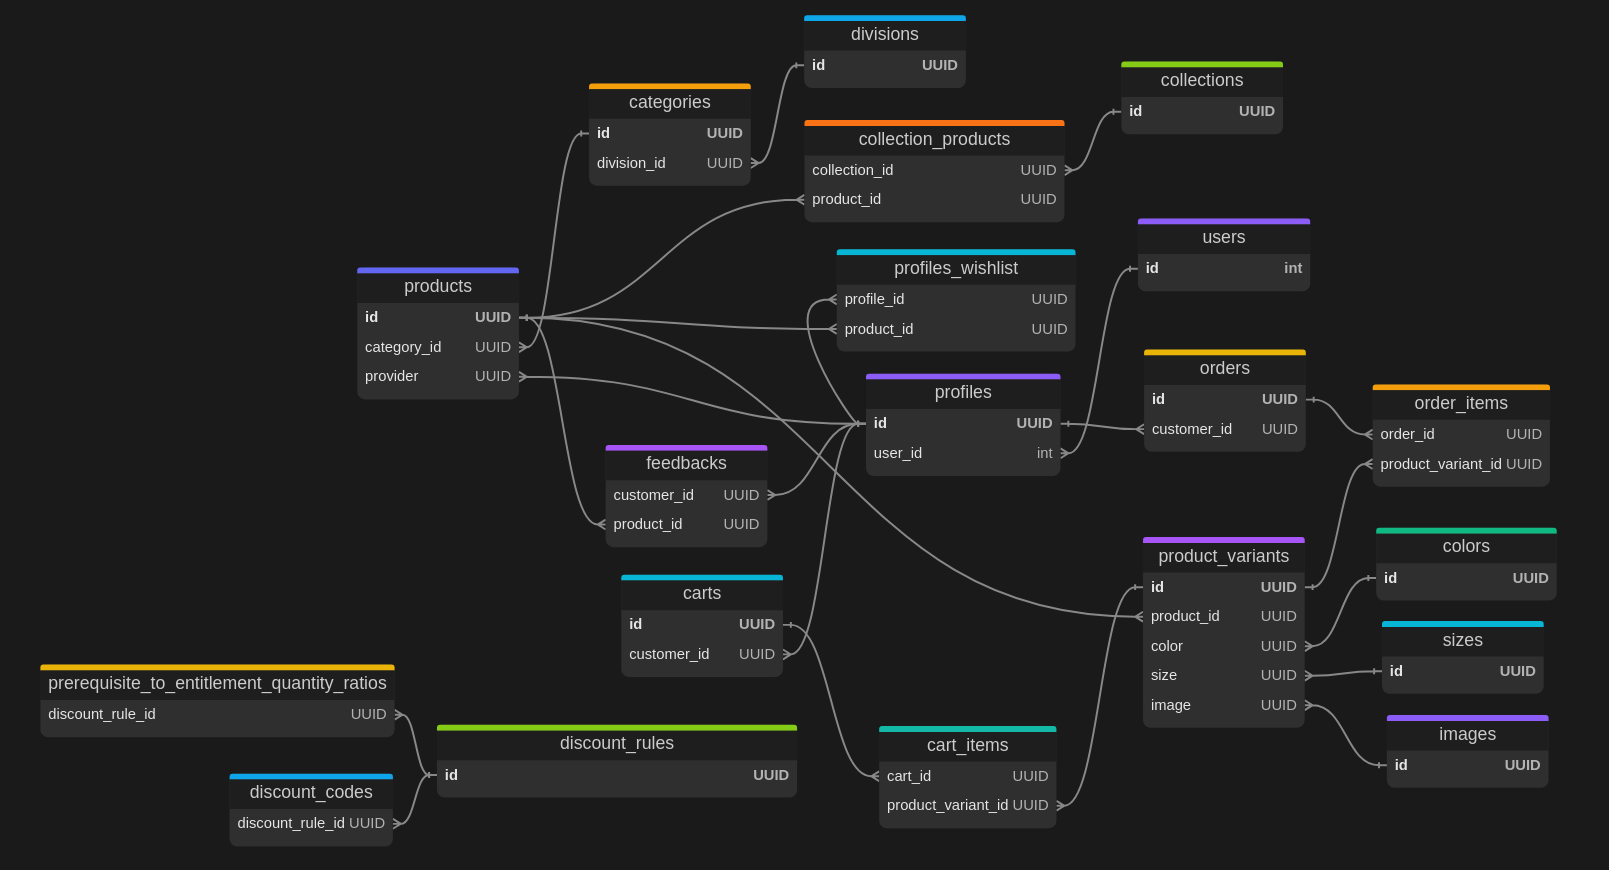 divisions
id UUID
collections
id UUID
categories
id UUID
division_id UUID
collection_products
collection_id UUID
product_id UUID
users
id int
profiles_wishlist
profile_id UUID
product_id UUID
products
id UUID
category_id UUID
provider UUID
orders
id UUID
customer_id UUID
profiles
id UUID
user_id int
order_items
order_id UUID
product_variant_id UUID
feedbacks
customer_id UUID
product_id UUID
colors
id UUID
product_variants
id UUID
product_id UUID
color UUID
size UUID
image UUID
carts
id UUID
customer_id UUID
sizes
id UUID
prerequisite_to_entitlement_quantity_ratios
discount_rule_id UUID
images
id UUID
discount_rules
id UUID
cart_items
cart_id UUID
product_variant_id UUID
discount_codes
discount_rule_id UUID